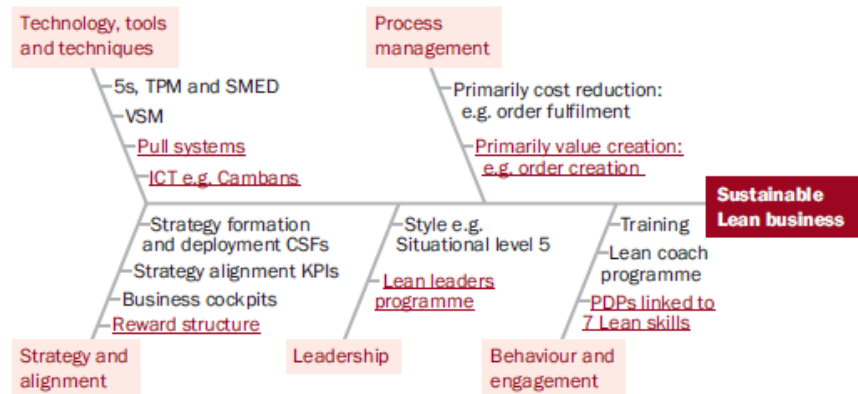 Technology, tools
and techniques
5s, TPM and SMED
VSM
Pull systems
ICT e.g. Cambans
Process
management
Primarily cost reduction:
e.g. order fulfilment
Primarily value creation:
e.g. order creation
Sustainable
Lean business
Strategy formation
and deployment CSFs
Strategy alignment KPIs
Business cockpits
Reward structure
Strategy and
alignment
Style e.g.
Situational level 5
Lean leaders
programme
Leadership
Training
Lean coach
programme
PDPs linked to
7 Lean skills
Behaviour and
engagement